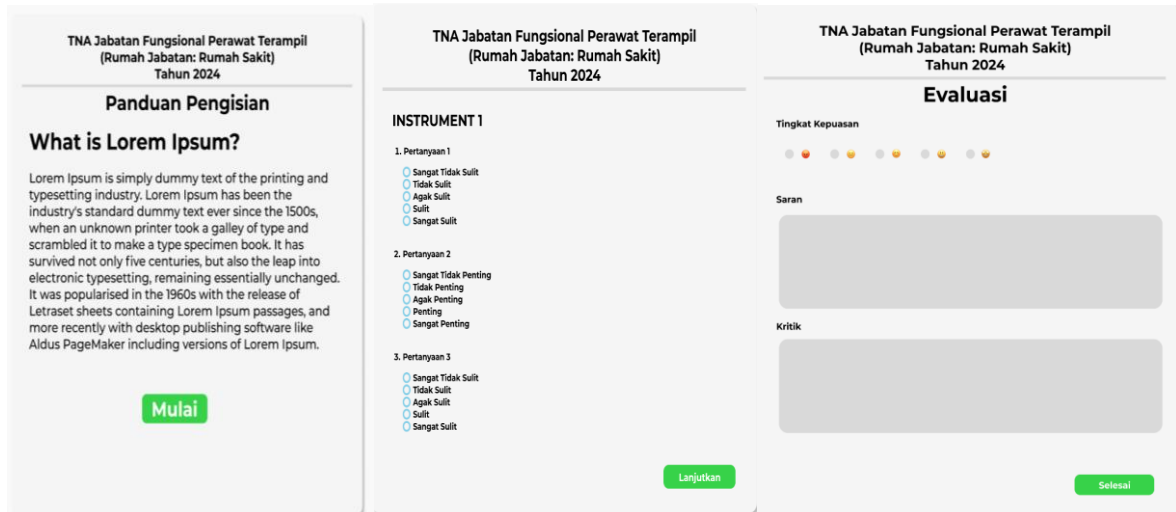 TNA Jabatan Fungsional Perawat Terampil
(Rumah Jabatan: Rumah Sakit)
Tahun 2024
Panduan Pengisian
What is Lorem Ipsum?
Lorem Ipsum is simply dummy text of the printing and
typesetting industry. Lorem Ipsum has been the
industry's standard dummy text ever since the 1500s,
when an unknown printer took a galley of type and
scrambled it to make a type specimen book. It has
survived not only five centuries, but also the leap into
electronic typesetting, remaining essentially unchanged.
It was popularised in the 1960s with the release of
Letraset sheets containing Lorem Ipsum passages, and
more recently with desktop publishing software like
Aldus PageMaker including versions of Lorem Ipsum.
Mulai
TNA Jabatan Fungsional Perawat Terampil
(Rumah Jabatan: Rumah Sakit)
Tahun 2024
INSTRUMENT 1
1. Pertanyaan 1
Sangat Tidak Sulit
Tidak Sulit
Agak Sulit
Sulit
Sangat Sulit
2. Pertanyaan 2
Sangat Tidak Penting
Tidak Penting
Agak Penting
Penting
Sangat Penting
3. Pertanyaan 3
Sangat Tidak Sulit
Tidak Sulit
Agak Sulit
Sulit
Sangat Sulit
Lanjutkan
TNA Jabatan Fungsional Perawat Terampil
(Rumah Jabatan: Rumah Sakit)
Tahun 2024
Evaluasi
Tingkat Kepuasan
Saran
Kritik
Selesai